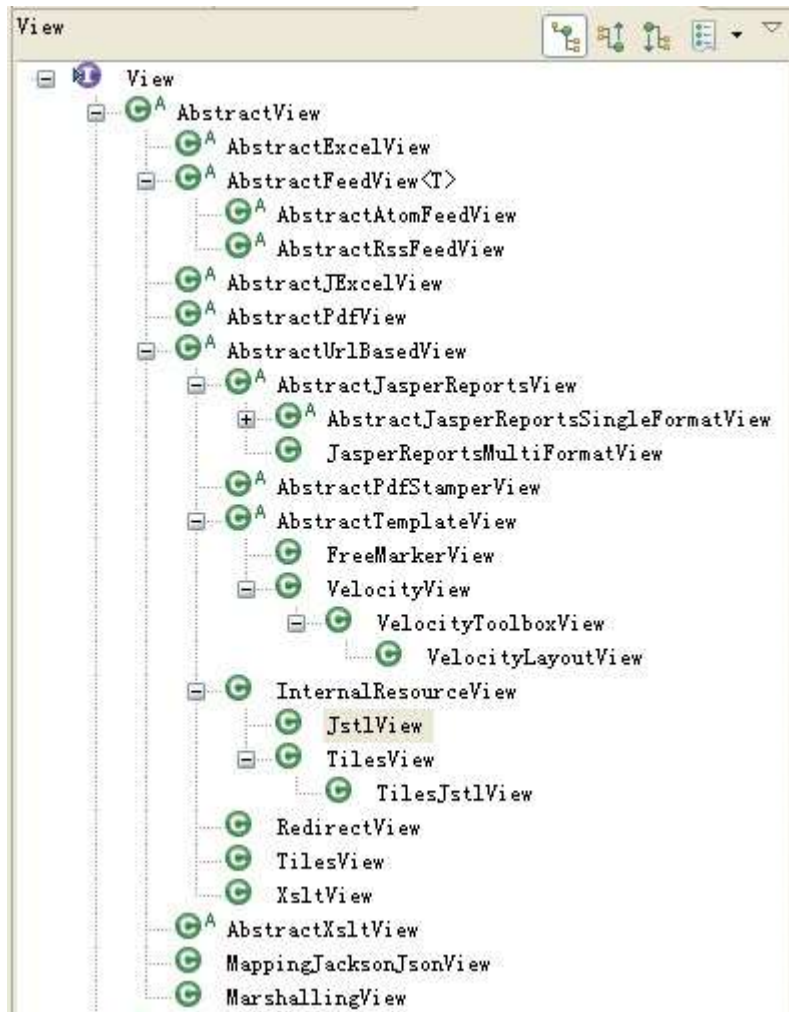 View
View
AbstractView
AbstractExcelView
AbstractFeedView<T>
AbstractAtomFeedView
AbstractRssFeedView
AbstractJExcelView
AbstractPdfView
AbstractUrlBasedView
AbstractJasperReportsView
AbstractJasperReportsSingleFormatView
JasperReportsMultiFormatView
AbstractPdfStamperView
AbstractTemplateView
FreeMarkerView
VelocityView
VelocityToolboxView
VelocityLayoutView
InternalResourceView
JstlView
TilesView
TilesJstlView
RedirectView
TilesView
XsltView
AbstractXsltView
MappingJacksonJsonView
MarshallingView